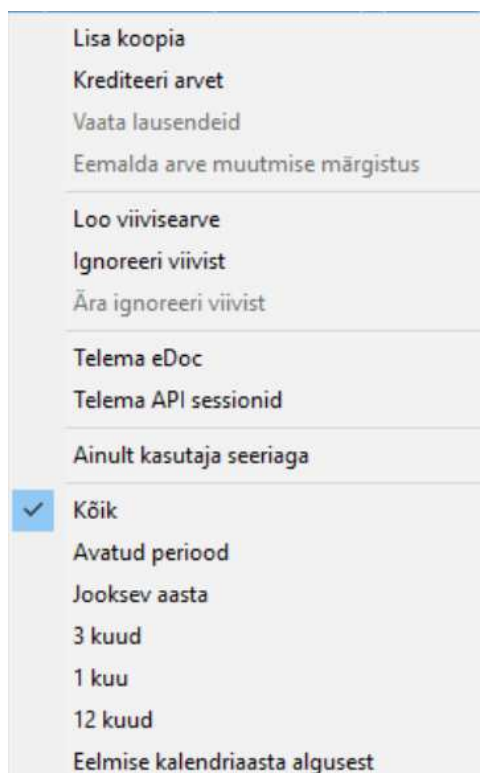 Lisa koopia
Krediteeri arvet
Vaata lausendeid
Eemalda arve muutmise märgistus
Loo viivisearve
Ignoreeri viivist
Ära ignoreeri viivist
Telema eDoc
Telema API sessionid
Ainult kasutaja seeriaga
Kõik
Avatud periood
Jooksev aasta
3 kuud
1 kuu
12 kuud
Eelmise kalendriaasta algusest